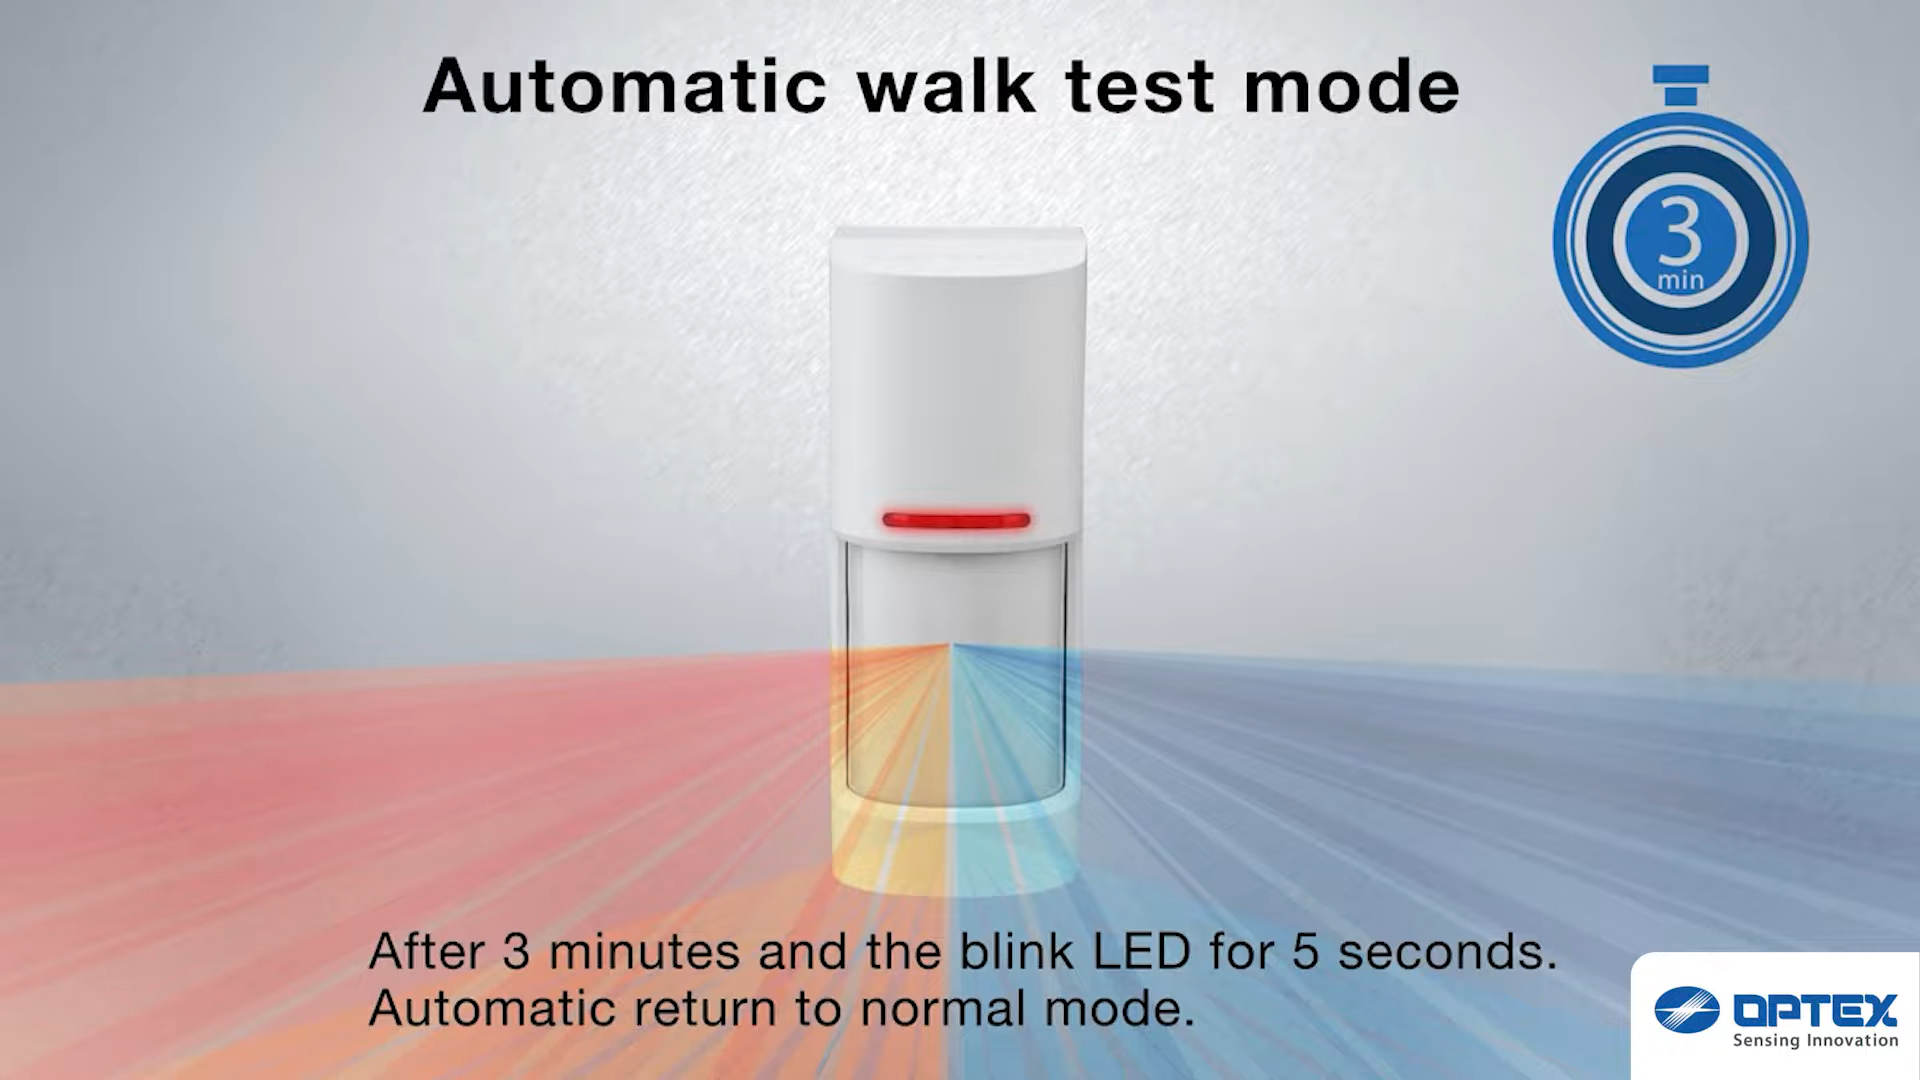 Automatic walk test mode
3
min
After 3 minutes and the blink LED for 5 seconds.
Automatic return to normal mode.
OPTEX
Sensing Innovation